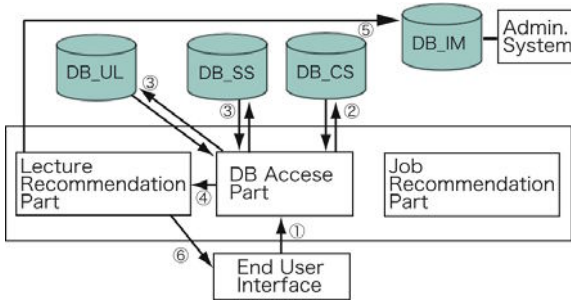 ⑤
DB_IM
Admin.
System
DB_UL
③
DB_SS
③
DB_CS
②
Lecture
Recommendation
Part
④
DB Accese
Part
Job
Recommendation
Part
①
⑥
End User
Interface